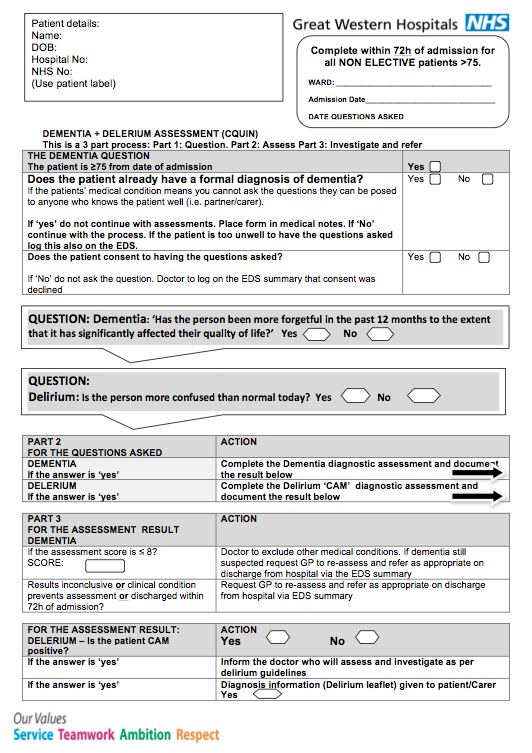 Patient details:
Name:
DOB:
Hospital No:
NHS No:
(Use patient label)
Great Western Hospitals NHS
Complete within 72h of admission for
all NON ELECTIVE patients >75.
WARD: ____________________
Admission Date____________________
DATE QUESTIONS ASKED
DEMENTIA + DELERIUM ASSESSMENT (CQUIN)
This is a 3 part process: Part 1: Question. Part 2: Assess Part 3: Investigate and refer
THE DEMENTIA QUESTION
The patient is ≥75 from date of admission Yes
Does the patient already have a formal diagnosis of dementia? Yes No
If the patients' medical condition means you cannot ask the questions they can be posed
to anyone who knows the patient well (i.e. partner/carer).
If 'yes' do not continue with assessments. Place form in medical notes. If 'No'
continue with the process. If the patient is too unwell to have the questions asked
log this also on the EDS.
Does the patient consent to having the questions asked? Yes No
If 'No' do not ask the question. Doctor to log on the EDS summary that consent was
declined
QUESTION: Dementia: 'Has the person been more forgetful in the past 12 months to the extent
that it has significantly affected their quality of life?' Yes No
QUESTION:
Delirium: Is the person more confused than normal today? Yes No
PART 2
FOR THE QUESTIONS ASKED
ACTION
DEMENTIA
If the answer is 'yes'
Complete the Dementia diagnostic assessment and document
the result below
DELERIUM
If the answer is 'yes'
Complete the Delirium 'CAM' diagnostic assessment and
document the result below
PART 3
FOR THE ASSESSMENT RESULT
DEMENTIA
ACTION
If the assessment score is ≤ 8?
SCORE:
Doctor to exclude other medical conditions. If dementia still
suspected request GP to re-assess and refer as appropriate on
discharge from hospital via the EDS summary
Results inconclusive or clinical condition
prevents assessment or discharged within
72h of admission?
Request GP to re-assess and refer as appropriate on discharge
from hospital via EDS summary
FOR THE ASSESSMENT RESULT:
DELERIUM – Is the patient CAM
positive?
ACTION
Yes No
If the answer is 'yes'
Inform the doctor who will assess and investigate as per
delirium guidelines
If the answer is 'yes'
Diagnosis information (Delirium leaflet) given to patient/Carer
Yes
Our Values
Service Teamwork Ambition Respect